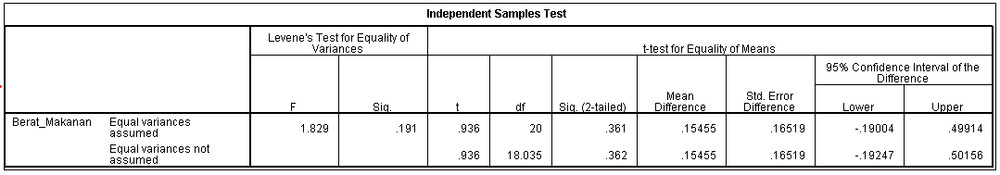 Independent Samples Test
Levene's Test for Equality of
Variances
t-test for Equality of Means
95% Confidence Interval of the
Difference
F Sig. t df Sig. (2-tailed) Mean Difference Std. Error Difference Lower Upper
Berat_Makanan Equal variances assumed 1.829 .191 .936 20 .361 .15455 .16519 -.19004 .49914
Equal variances not assumed .936 18.035 .362 .15455 .16519 -.19247 .50156